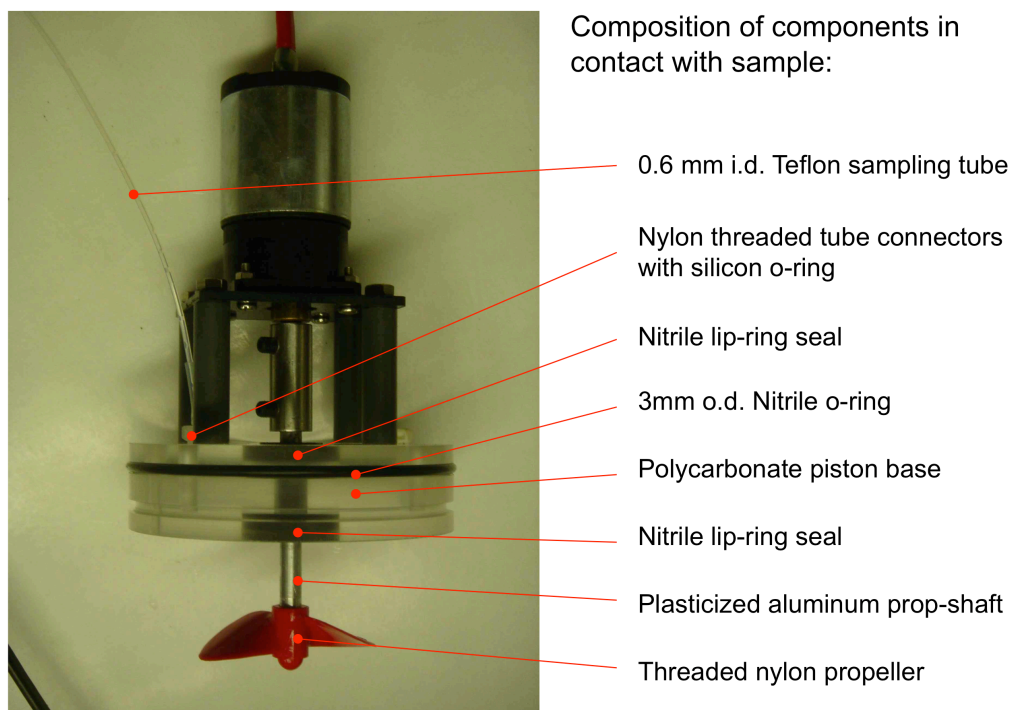 Composition of components in
contact with sample:
0.6 mm i.d. Teflon sampling tube
Nylon threaded tube connectors
with silicon o-ring
Nitrile lip-ring seal
3mm o.d. Nitrile o-ring
Polycarbonate piston base
Nitrile lip-ring seal
Plasticized aluminum prop-shaft
Threaded nylon propeller